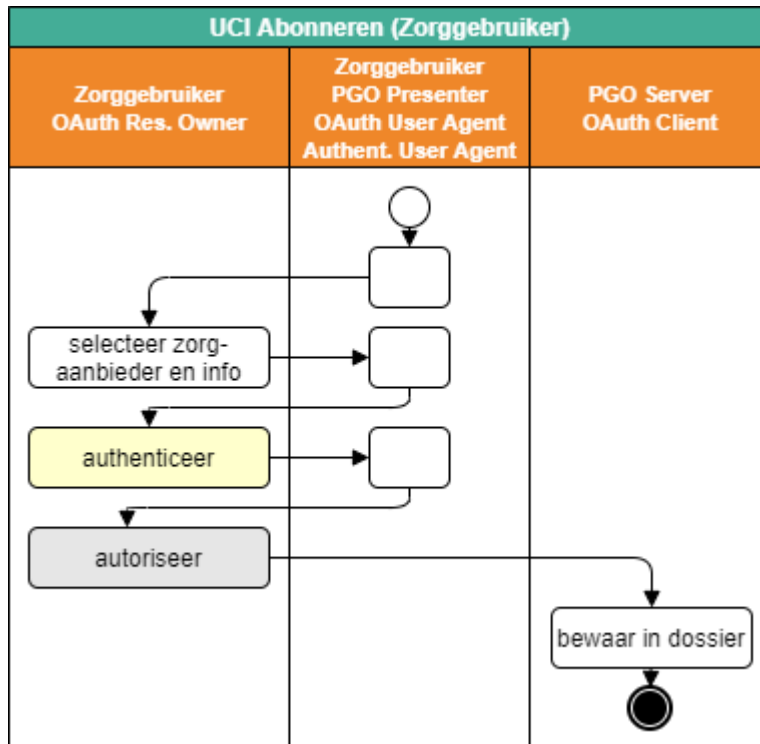 UCI Abonneren (Zorggebruiker)
Zorggebruiker
OAuth Res. Owner
Zorggebruiker
PGO Presenter
OAuth User Agent
Authent. User Agent
PGO Server
OAuth Client
selecteer zorg-
aanbieder en info
authenticeer
autoriseer
bewaar in dossier